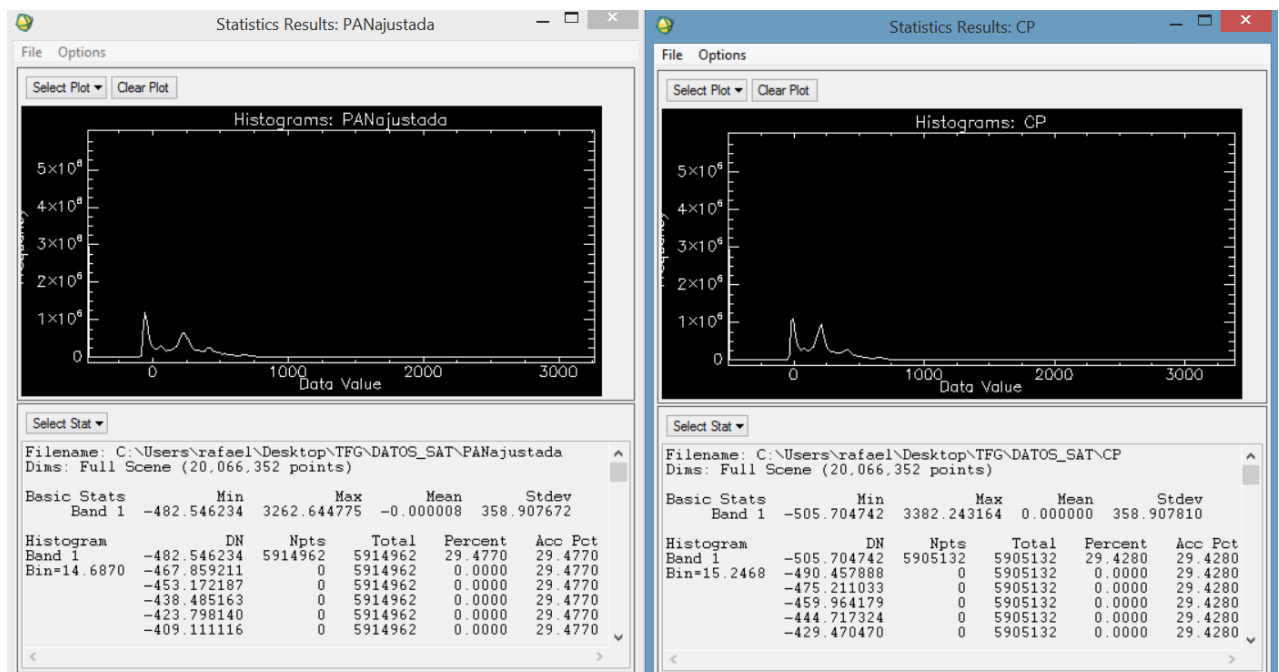 Statistics Results: PANajustada
File Options
Select Plot Clear Plot
Histograms: PANajustada
5×10⁶
4×10⁶
3×10⁶
2×10⁶
1×10⁶
0
0 1000 2000 3000
Data Value
Select Stat
Filename: C:\Users\rafael\Desktop\TFG\DATOS_SAT\PANajustada
Dims: Full Scene (20,066,352 points)
Basic Stats Min Max Mean Stdev
Band 1 -482.546234 3262.644775 -0.000008 358.907672
Histogram DN Npts Total Percent Acc Pct
Band 1 -482.546234 5914962 5914962 29.4770 29.4770
Bin=14.6870 -467.859211 0 5914962 0.0000 29.4770
-453.172187 0 5914962 0.0000 29.4770
-438.485163 0 5914962 0.0000 29.4770
-423.798140 0 5914962 0.0000 29.4770
-409.111116 0 5914962 0.0000 29.4770
Statistics Results: CP
File Options
Select Plot Clear Plot
Histograms: CP
5×10⁶
4×10⁶
3×10⁶
2×10⁶
1×10⁶
0
0 1000 2000 3000
Data Value
Select Stat
Filename: C:\Users\rafael\Desktop\TFG\DATOS_SAT\CP
Dims: Full Scene (20,066,352 points)
Basic Stats Min Max Mean Stdev
Band 1 -505.704742 3382.243164 0.000000 358.907810
Histogram DN Npts Total Percent Acc Pct
Band 1 -505.704742 5905132 5905132 29.4280 29.4280
Bin=15.2468 -490.457888 0 5905132 0.0000 29.4280
-475.211033 0 5905132 0.0000 29.4280
-459.964179 0 5905132 0.0000 29.4280
-444.717324 0 5905132 0.0000 29.4280
-429.470470 0 5905132 0.0000 29.4280